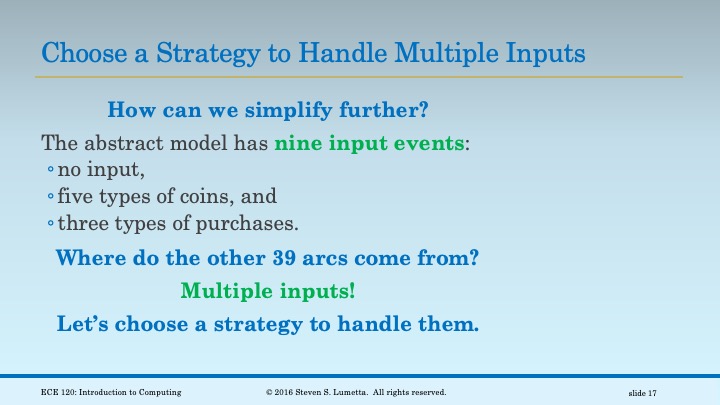 Choose a Strategy to Handle Multiple Inputs
How can we simplify further?
The abstract model has nine input events:
◦no input,
◦five types of coins, and
◦three types of purchases.
Where do the other 39 arcs come from?
Multiple inputs!
Let’s choose a strategy to handle them.
ECE 120: Introduction to Computing © 2016 Steven S. Lumetta. All rights reserved. slide 17